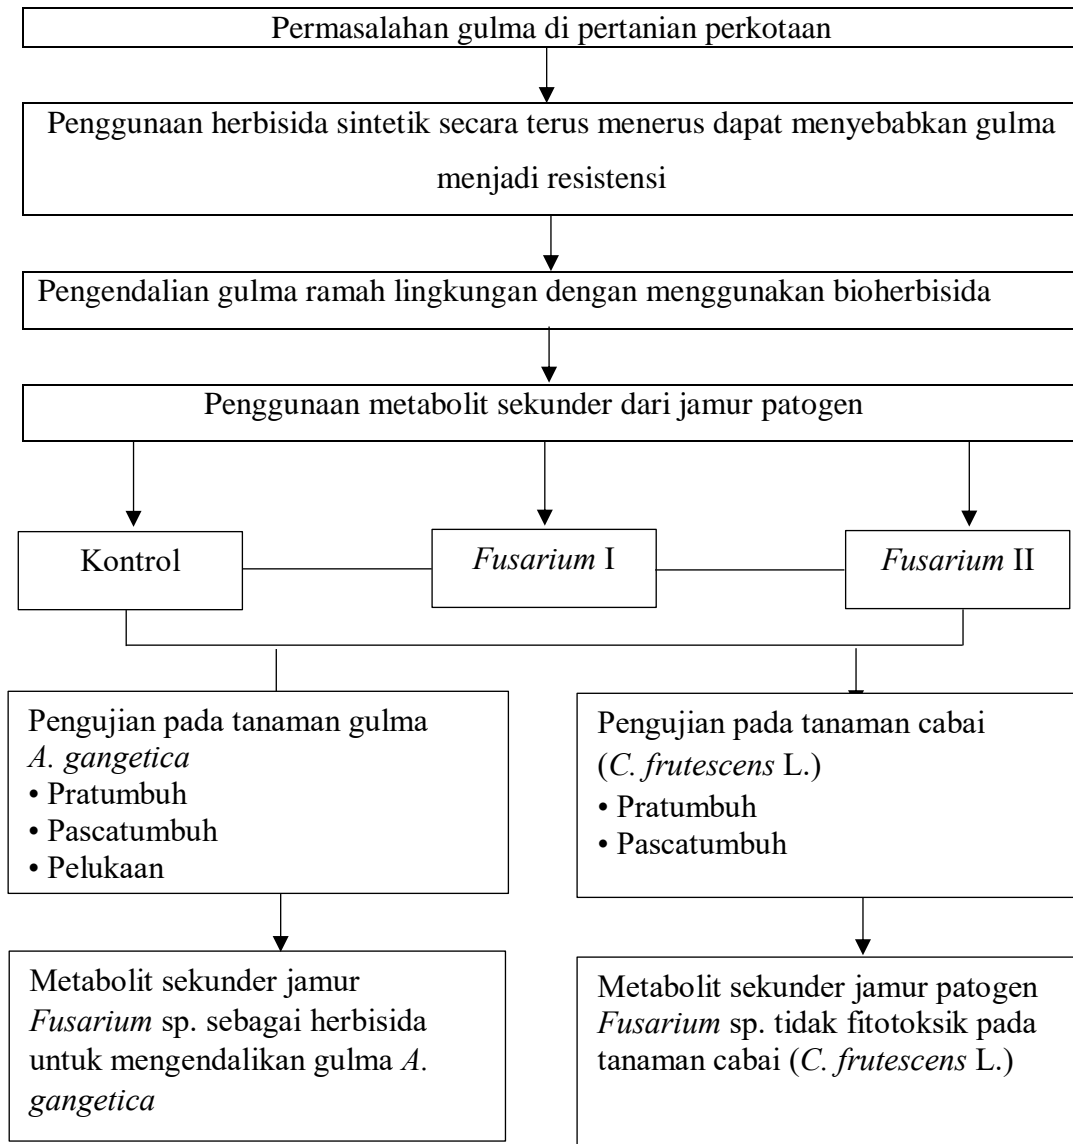 Permasalahan gulma di pertanian perkotaan
Penggunaan herbisida sintetik secara terus menerus dapat menyebabkan gulma
menjadi resistensi
Pengendalian gulma ramah lingkungan dengan menggunakan bioherbisida
Penggunaan metabolit sekunder dari jamur patogen
Kontrol
Fusarium I
Fusarium II
Pengujian pada tanaman gulma
A. gangetica
• Pratumbuh
• Pascatumbuh
• Pelukaan
Pengujian pada tanaman cabai
(C. frutescens L.)
• Pratumbuh
• Pascatumbuh
Metabolit sekunder jamur
Fusarium sp. sebagai herbisida
untuk mengendalikan gulma A.
gangetica
Metabolit sekunder jamur patogen
Fusarium sp. tidak fitotoksik pada
tanaman cabai (C. frutescens L.)